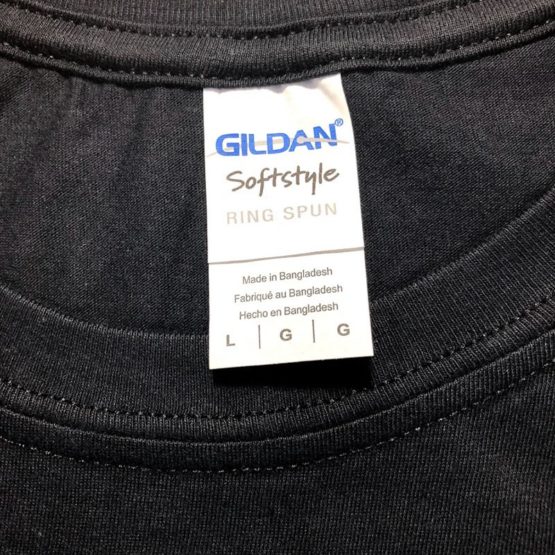 GILDAN®
Softstyle
RING SPUN
Made in Bangladesh
Fabriqué au Bangladesh
Hecho en Bangladesh
L | G | G